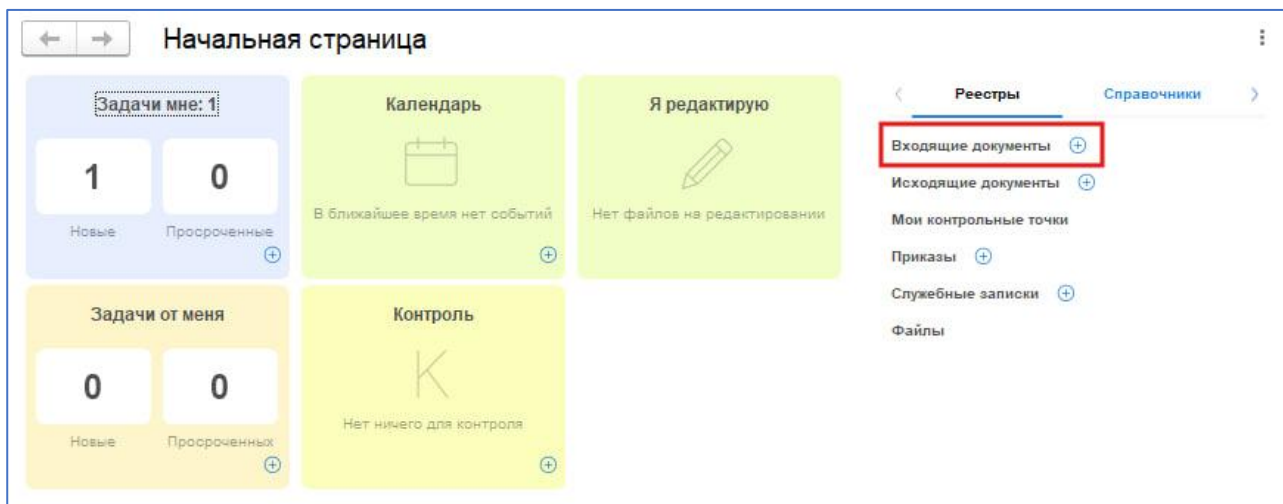 Начальная страница
Задачи мне: 1
1
0
Новые
Просроченные
Календарь
В ближайшее время нет событий
Я редактирую
Нет файлов на редактировании
Задачи от меня
0
0
Новые
Просроченных
Контроль
K
Нет ничего для контроля
Реестры
Справочники
Входящие документы
Исходящие документы
Мои контрольные точки
Приказы
Служебные записки
Файлы